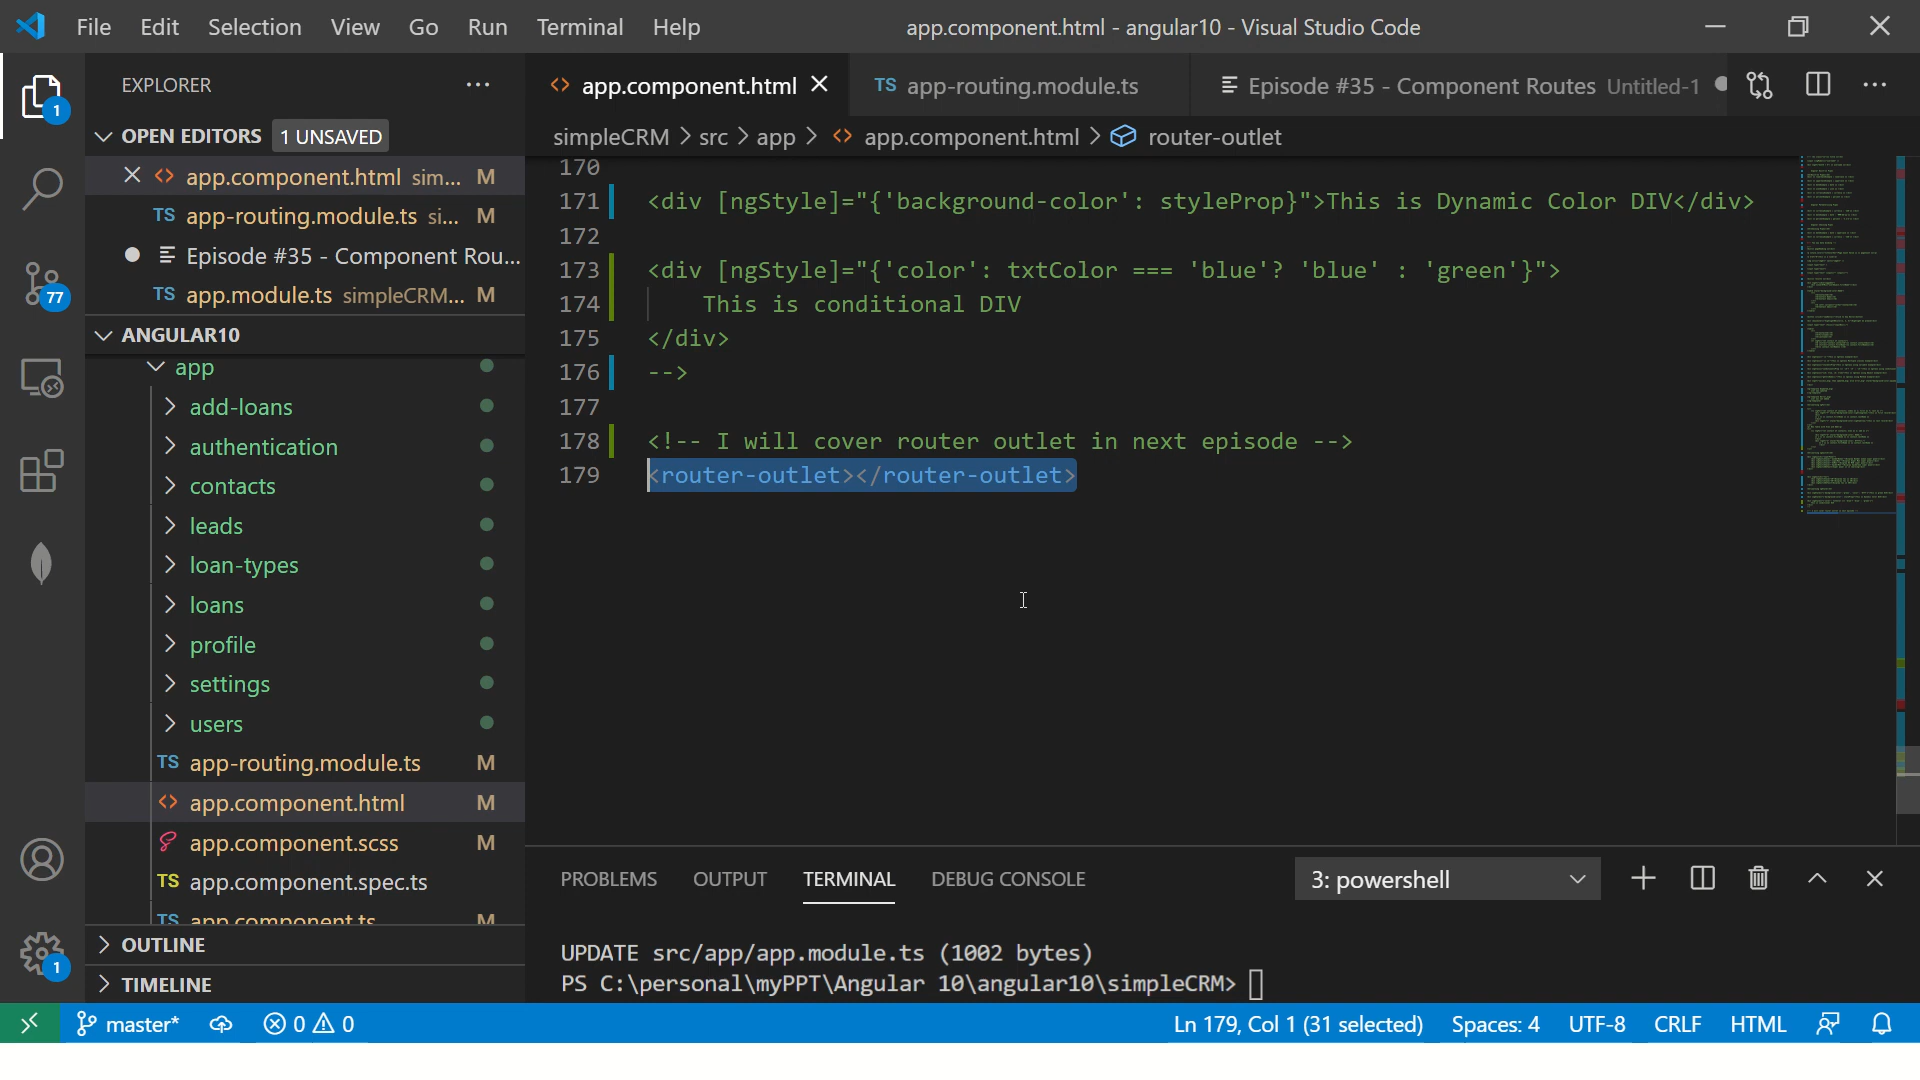 File Edit Selection View Go Run Terminal Help
app.component.html - angular10 - Visual Studio Code
EXPLORER
OPEN EDITORS 1 UNSAVED
app.component.html sim... M
TS app-routing.module.ts si... M
Episode #35 - Component Rou...
TS app.module.ts simpleCRM... M
ANGULAR10
app
add-loans
authentication
contacts
leads
loan-types
loans
profile
settings
users
TS app-routing.module.ts M
app.component.html M
app.component.scss M
TS app.component.spec.ts
TS app.component.ts M
OUTLINE
TIMELINE
1
77
1
app.component.html
TS app-routing.module.ts
Episode #35 - Component Routes Untitled-1
simpleCRM > src > app > app.component.html > router-outlet
170
171 <div [ngStyle]="{'background-color': styleProp}">This is Dynamic Color DIV</div>
172
173 <div [ngStyle]="{'color': txtColor === 'blue'? 'blue' : 'green'}">
174 This is conditional DIV
175 </div>
176 -->
177
178 <!-- I will cover router outlet in next episode -->
179 <router-outlet></router-outlet>
PROBLEMS OUTPUT TERMINAL DEBUG CONSOLE
3: powershell
UPDATE src/app/app.module.ts (1002 bytes)
PS C:\personal\myPPT\Angular 10\angular10\simpleCRM>
master* 0 0
Ln 179, Col 1 (31 selected) Spaces: 4 UTF-8 CRLF HTML